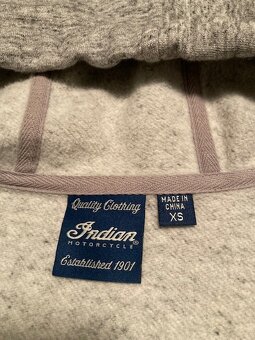 Quality Clothing
Indian
MOTORCYCLE®
Established 1901
MADE IN
CHINA
XS